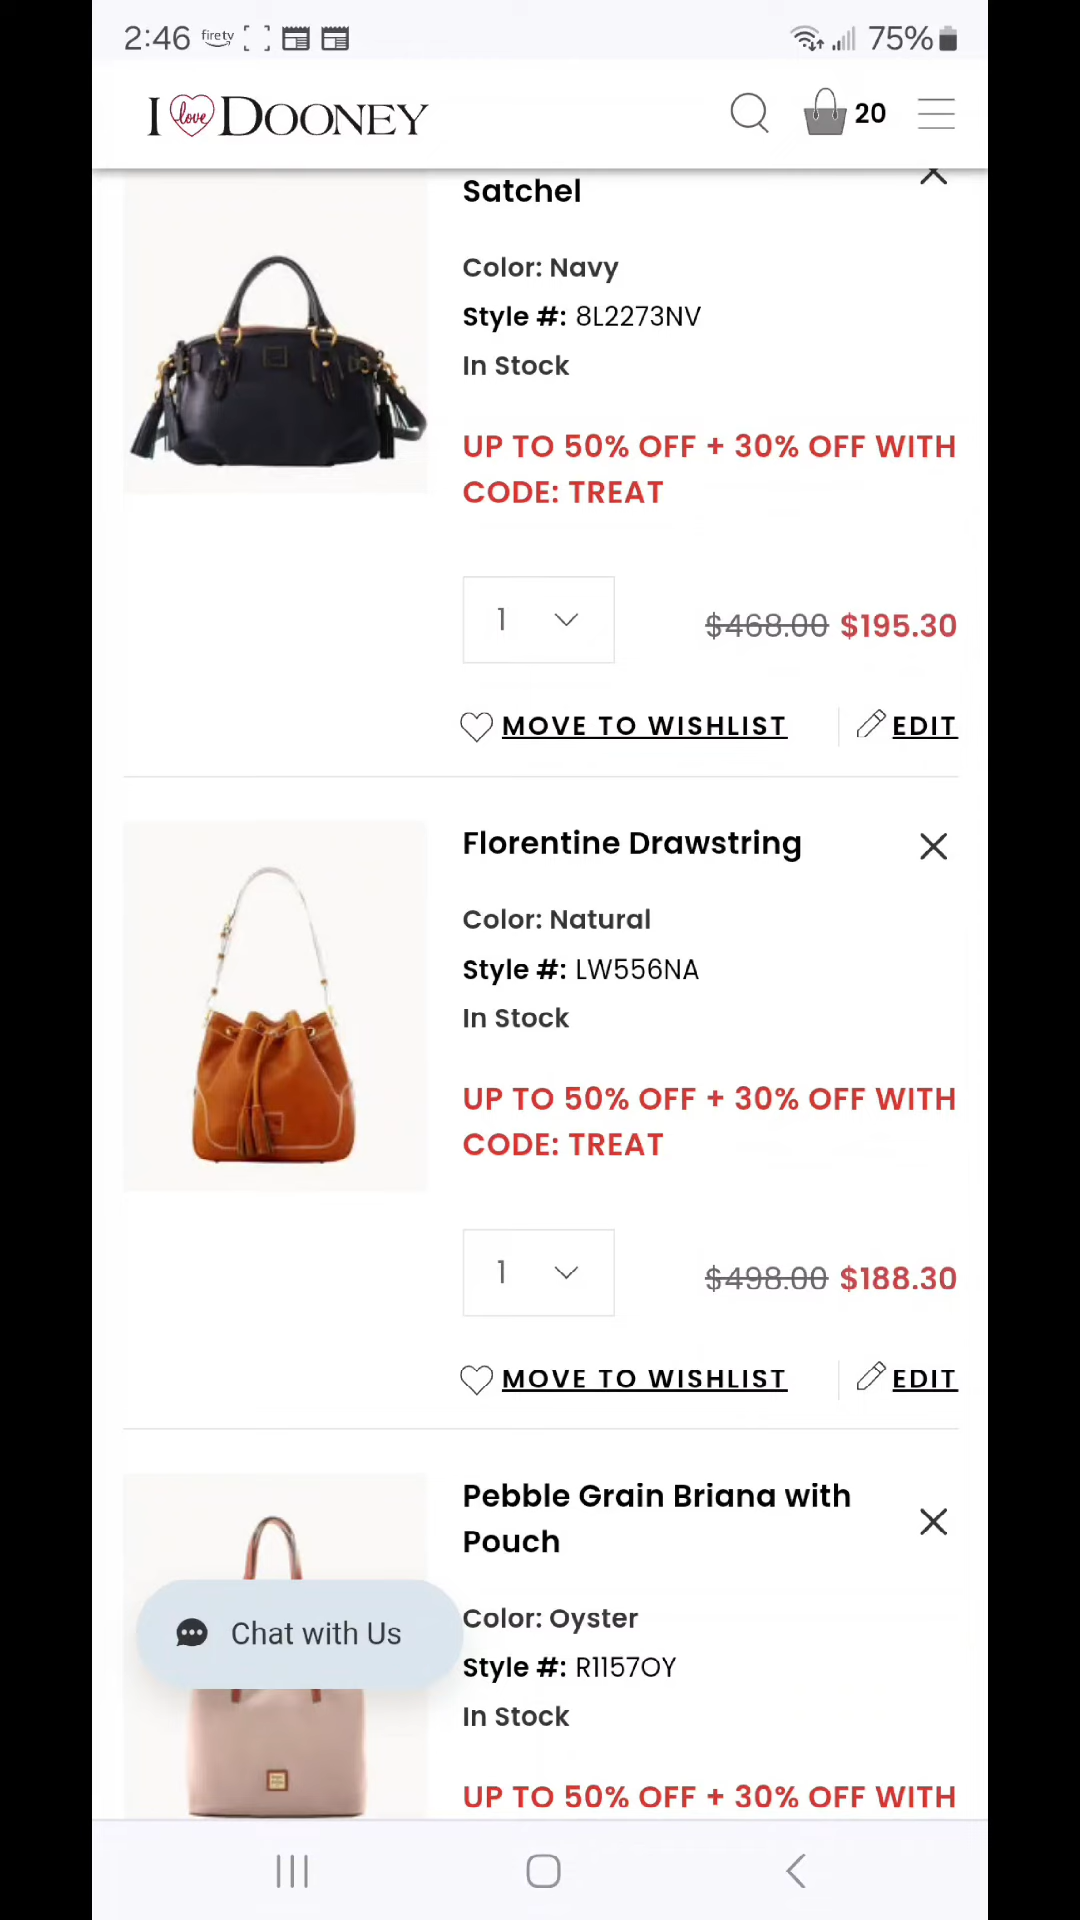 2:46 firetv 75%
I love DOONEY 20
Satchel
Color: Navy
Style #: 8L2273NV
In Stock
UP TO 50% OFF + 30% OFF WITH
CODE: TREAT
1 $468.00 $195.30
MOVE TO WISHLIST EDIT
Florentine Drawstring
Color: Natural
Style #: LW556NA
In Stock
UP TO 50% OFF + 30% OFF WITH
CODE: TREAT
1 $498.00 $188.30
MOVE TO WISHLIST EDIT
Pebble Grain Briana with
Pouch
Chat with Us
Color: Oyster
Style #: R1157OY
In Stock
UP TO 50% OFF + 30% OFF WITH